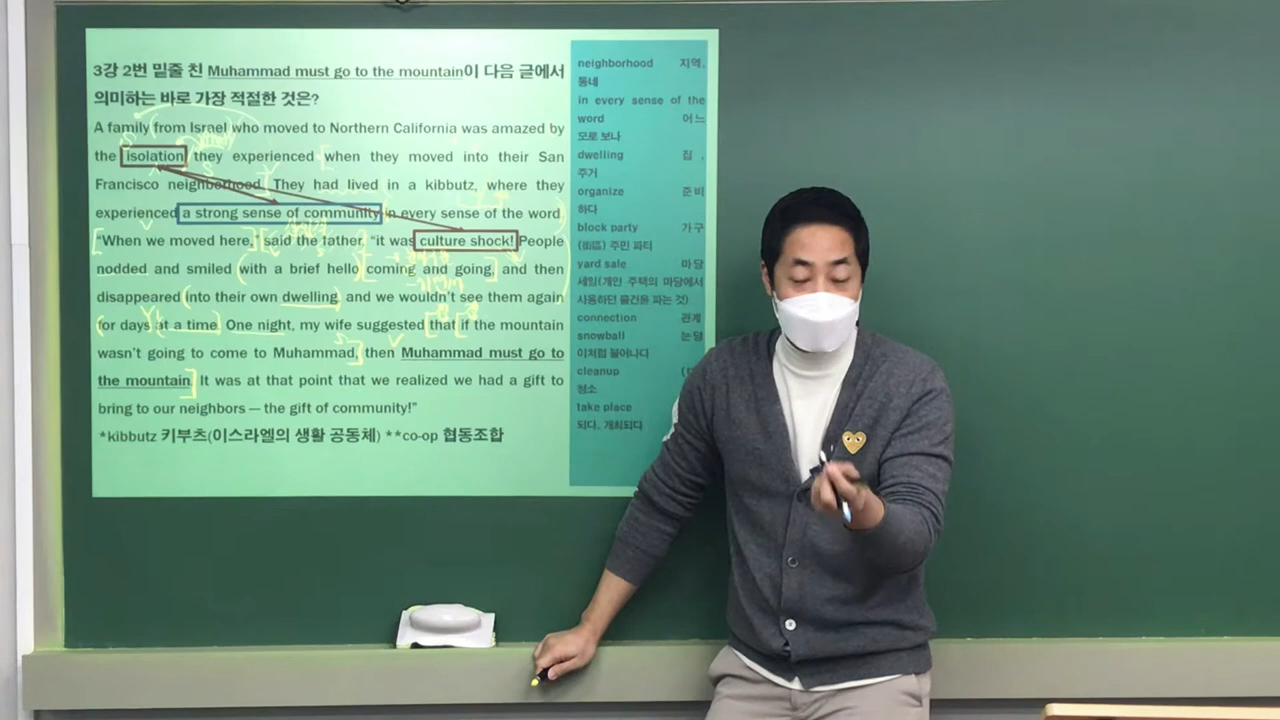 3강 2번 밑줄 친 Muhammad must go to the mountain이 다음 글에서
의미하는 바로 가장 적절한 것은?
A family from Israel who moved to Northern California was amazed by
the isolation they experienced when they moved into their San
Francisco neighborhood. They had lived in a kibbutz, where they
experienced a strong sense of community in every sense of the word
“When we moved here,” said the father, “it was culture shock! People
nodded and smiled with a brief hello coming and going, and then
disappeared into their own dwelling, and we wouldn’t see them again
for days at a time. One night, my wife suggested that if the mountain
wasn’t going to come to Muhammad, then Muhammad must go to
the mountain. It was at that point that we realized we had a gift to
bring to our neighbors — the gift of community!”
*kibbutz 키부츠(이스라엘의 생활 공동체) **co-op 협동조합
neighborhood 지역,
동네
in every sense of the
word 어느
모로 보나
dwelling 집,
주거
organize 준비
하다
block party 가구
(街區) 주민 파티
yard sale 마당
세일(개인 주택의 마당에서
사용하던 물건을 파는 것)
connection 관계
snowball 눈덩
이처럼 불어나다
cleanup
청소
take place
되다, 개최되다